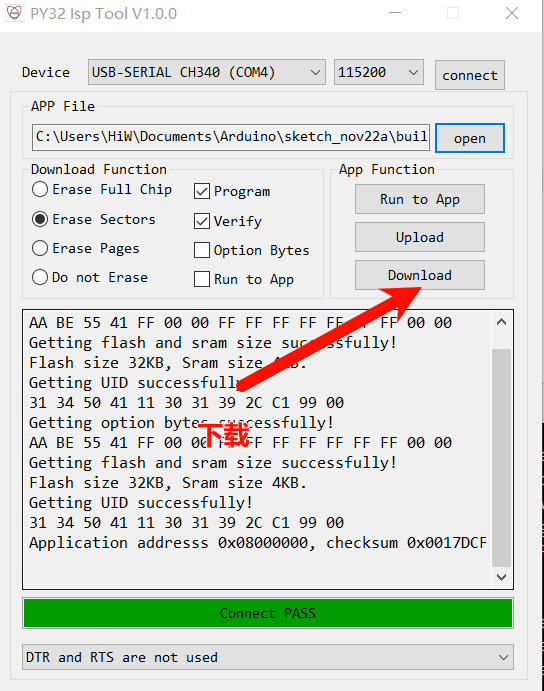 PY32 Isp Tool V1.0.0
Device USB-SERIAL CH340 (COM4) 115200 connect
APP File
C:\Users\HiW\Documents\Arduino\sketch_nov22a\buil open
Download Function
Erase Full Chip Program
Erase Sectors Verify
Erase Pages Option Bytes
Do not Erase Run to App
App Function
Run to App
Upload
Download
AA BE 55 41 FF 00 00 FF FF FF FF FF FF FF 00 00
Getting flash and sram size successfully!
Flash size 32KB, Sram size 4KB.
Getting UID successfully
31 34 50 41 11 30 31 39 2C C1 99 00
Getting option bytes successfully!
下载
AA BE 55 41 FF 00 00 FF FF FF FF FF FF FF 00 00
Getting flash and sram size successfully!
Flash size 32KB, Sram size 4KB.
Getting UID successfully!
31 34 50 41 11 30 31 39 2C C1 99 00
Application addresss 0x08000000, checksum 0x0017DCF
Connect PASS
DTR and RTS are not used